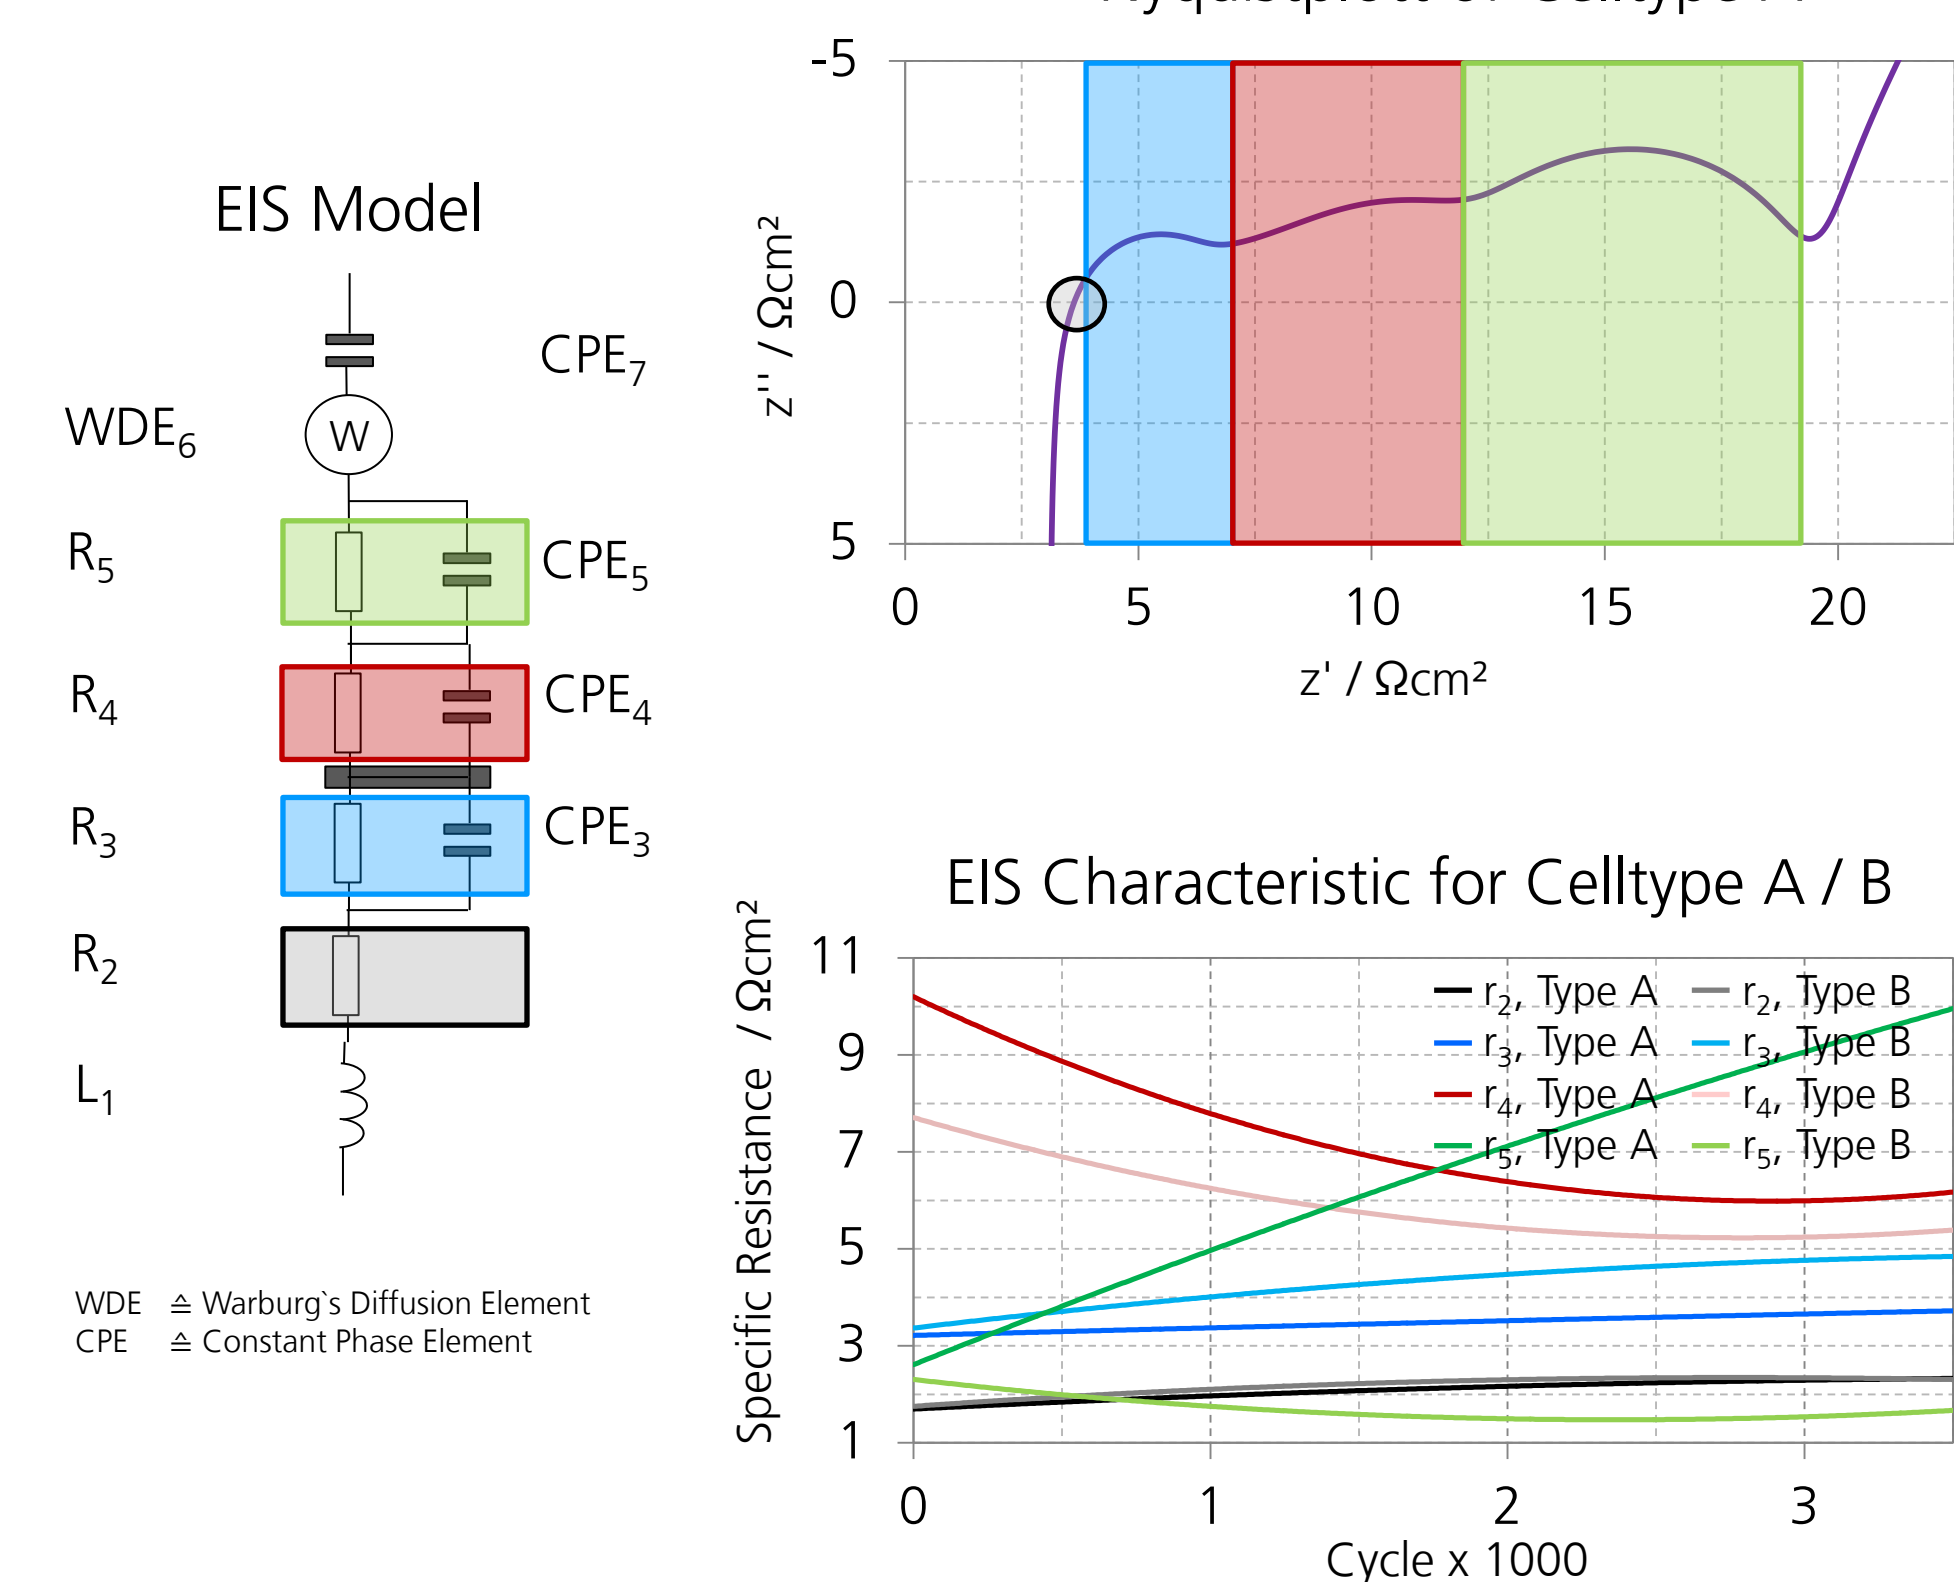 EIS Model
CPE7
WDE6
W
R5
CPE5
R4
CPE4
R3
CPE3
R2
L1
WDE ≙ Warburg`s Diffusion Element
CPE ≙ Constant Phase Element
-5
0
5
z'' / Ωcm²
0 5 10 15 20
z' / Ωcm²
EIS Characteristic for Celltype A / B
Specific Resistance / Ωcm²
11
9
7
5
3
1
r2, Type A r2, Type B
r3, Type A r3, Type B
r4, Type A r4, Type B
r5, Type A r5, Type B
0 1 2 3
Cycle x 1000